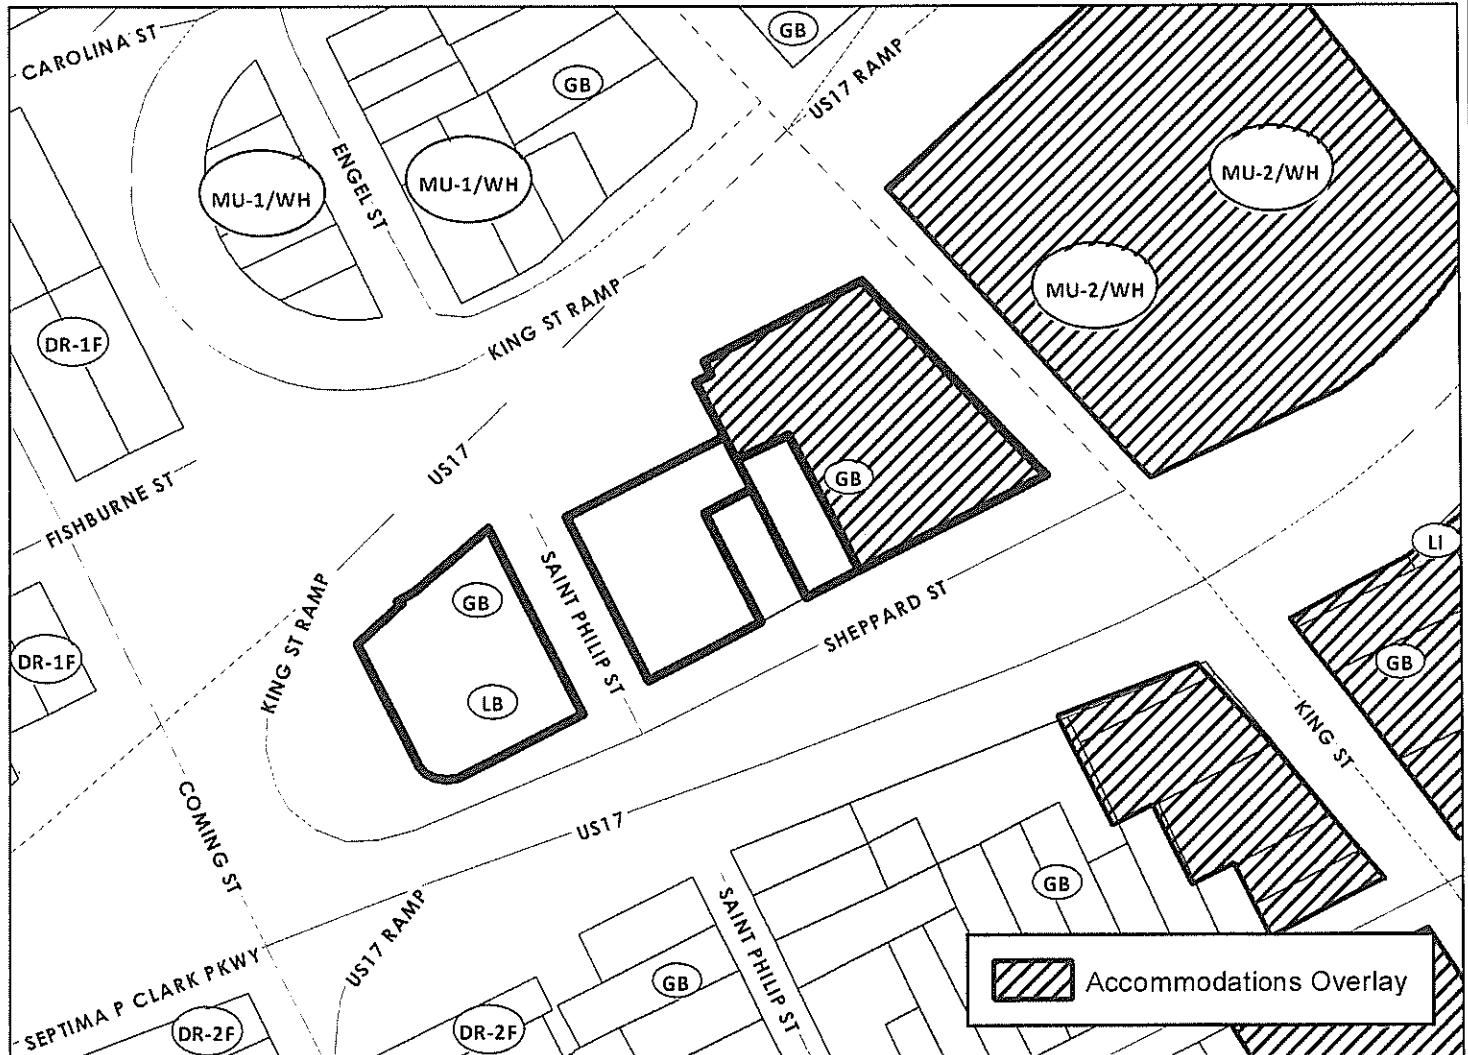 CAROLINA ST
GB
US17 RAMP
GB
ENGEL ST
MU-1/WH
MU-1/WH
MU-2/WH
MU-2/WH
DR-1F
KING ST RAMP
US17
GB
FISHBURNE ST
LI
SAINT PHILIP ST
GB
KING ST RAMP
SHEPPARD ST
DR-1F
GB
LB
KING ST
COMING ST
US17
GB
SAINT PHILIP ST
US17 RAMP
GB
SEPTIMA P CLARK PKWY
DR-2F
DR-2F
Accommodations Overlay